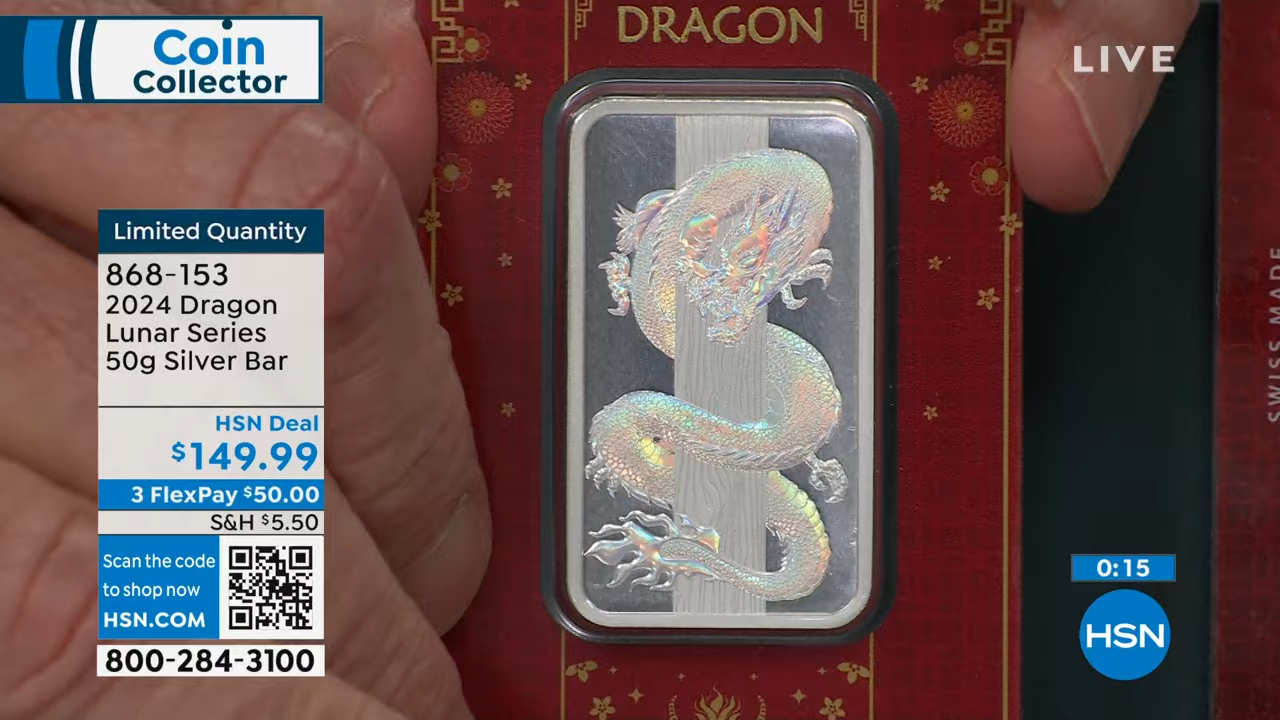 Coin
Collector
DRAGON
LIVE
Limited Quantity
868-153
2024 Dragon
Lunar Series
50g Silver Bar
HSN Deal
$149.99
3 FlexPay $50.00
S&H $5.50
Scan the code
to shop now
HSN.COM
800-284-3100
SWISS MADE
0:15
HSN